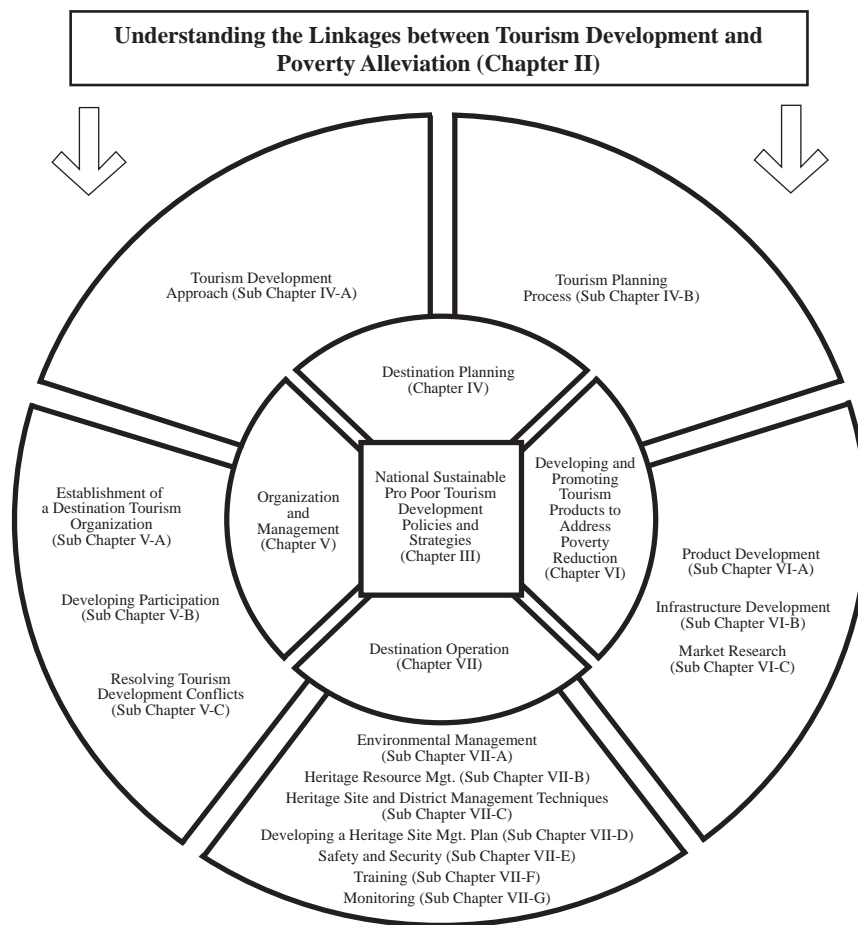 Understanding the Linkages between Tourism Development and
Poverty Alleviation (Chapter II)
Tourism Development
Approach (Sub Chapter IV-A)
Tourism Planning
Process (Sub Chapter IV-B)
Destination Planning
(Chapter IV)
Establishment of
a Destination Tourism
Organization
(Sub Chapter V-A)
Developing Participation
(Sub Chapter V-B)
Resolving Tourism
Development Conflicts
(Sub Chapter V-C)
Organization
and
Management
(Chapter V)
National Sustainable
Pro Poor Tourism
Development
Policies and
Strategies
(Chapter III)
Developing and
Promoting
Tourism
Products to
Address
Poverty
Reduction
(Chapter VI)
Product Development
(Sub Chapter VI-A)
Infrastructure Development
(Sub Chapter VI-B)
Market Research
(Sub Chapter VI-C)
Destination Operation
(Chapter VII)
Environmental Management
(Sub Chapter VII-A)
Heritage Resource Mgt. (Sub Chapter VII-B)
Heritage Site and District Management Techniques
(Sub Chapter VII-C)
Developing a Heritage Site Mgt. Plan (Sub Chapter VII-D)
Safety and Security (Sub Chapter VII-E)
Training (Sub Chapter VII-F)
Monitoring (Sub Chapter VII-G)